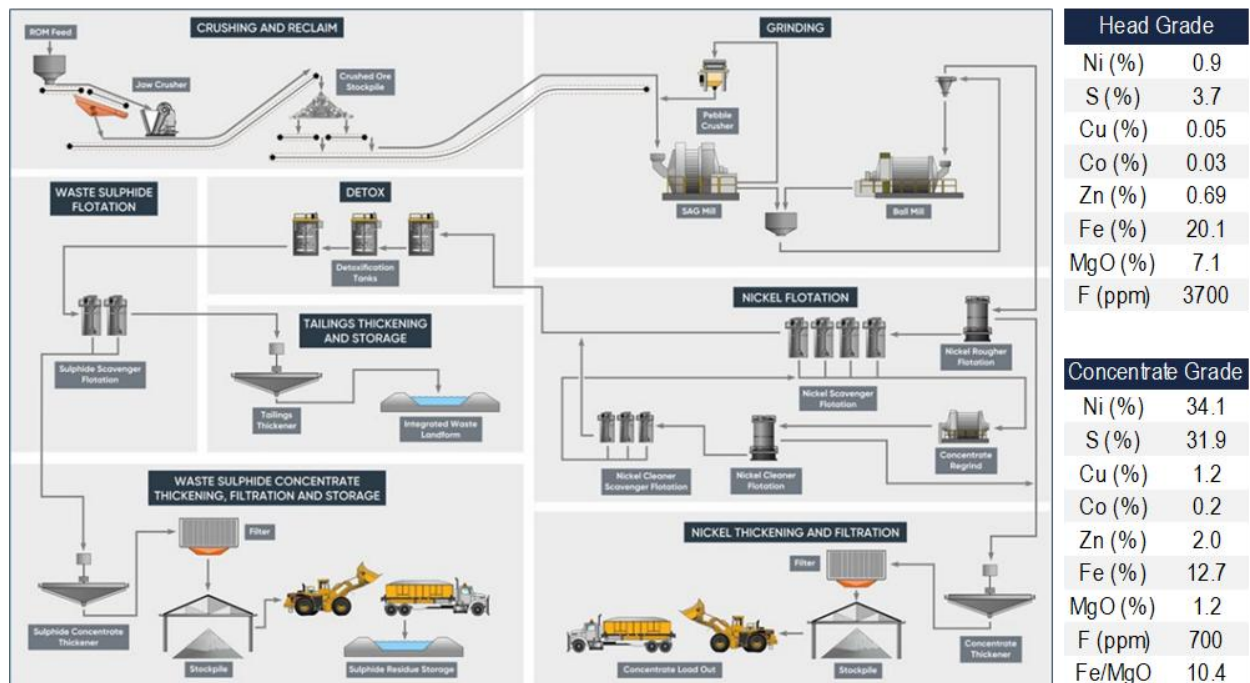 CRUSHING AND RECLAIM
ROM Feed
Jaw Crusher
Crushed Ore
Stockpile
GRINDING
Pebble
Crusher
SAG Mill
Ball Mill
WASTE SULPHIDE
FLOTATION
Sulphide Scavenger
Flotation
DETOX
Detoxification
Tanks
TAILINGS THICKENING
AND STORAGE
Tailings
Thickener
Integrated Waste
Landform
NICKEL FLOTATION
Nickel Rougher
Flotation
Nickel Scavenger
Flotation
Concentrate
Regrind
Nickel Cleaner
Flotation
Nickel Cleaner
Scavenger Flotation
WASTE SULPHIDE CONCENTRATE
THICKENING, FILTRATION AND STORAGE
Filter
Sulphide Concentrate
Thickener
Stockpile
Sulphide Residue Storage
NICKEL THICKENING AND FILTRATION
Filter
Concentrate Load Out
Stockpile
Concentrate
Thickener
Head Grade
Ni (%) 0.9
S (%) 3.7
Cu (%) 0.05
Co (%) 0.03
Zn (%) 0.69
Fe (%) 20.1
MgO (%) 7.1
F (ppm) 3700
Concentrate Grade
Ni (%) 34.1
S (%) 31.9
Cu (%) 1.2
Co (%) 0.2
Zn (%) 2.0
Fe (%) 12.7
MgO (%) 1.2
F (ppm) 700
Fe/MgO 10.4